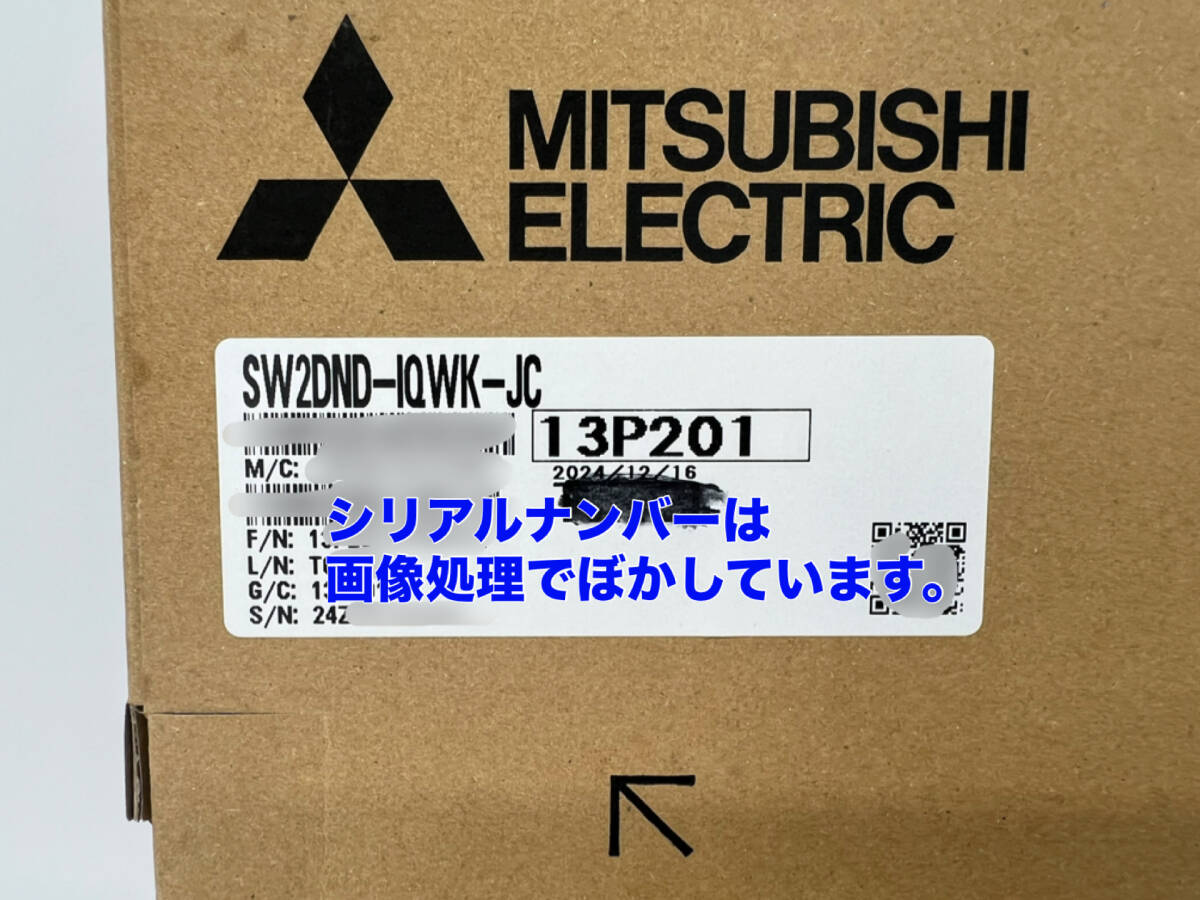 MITSUBISHI
ELECTRIC
SW2DND-IQWK-JC
13P201
2024/12/16
M/C:
シリアルナンバーは
画像処理でぼかしています。
F/N:
L/N:
G/C:
S/N: 24Z